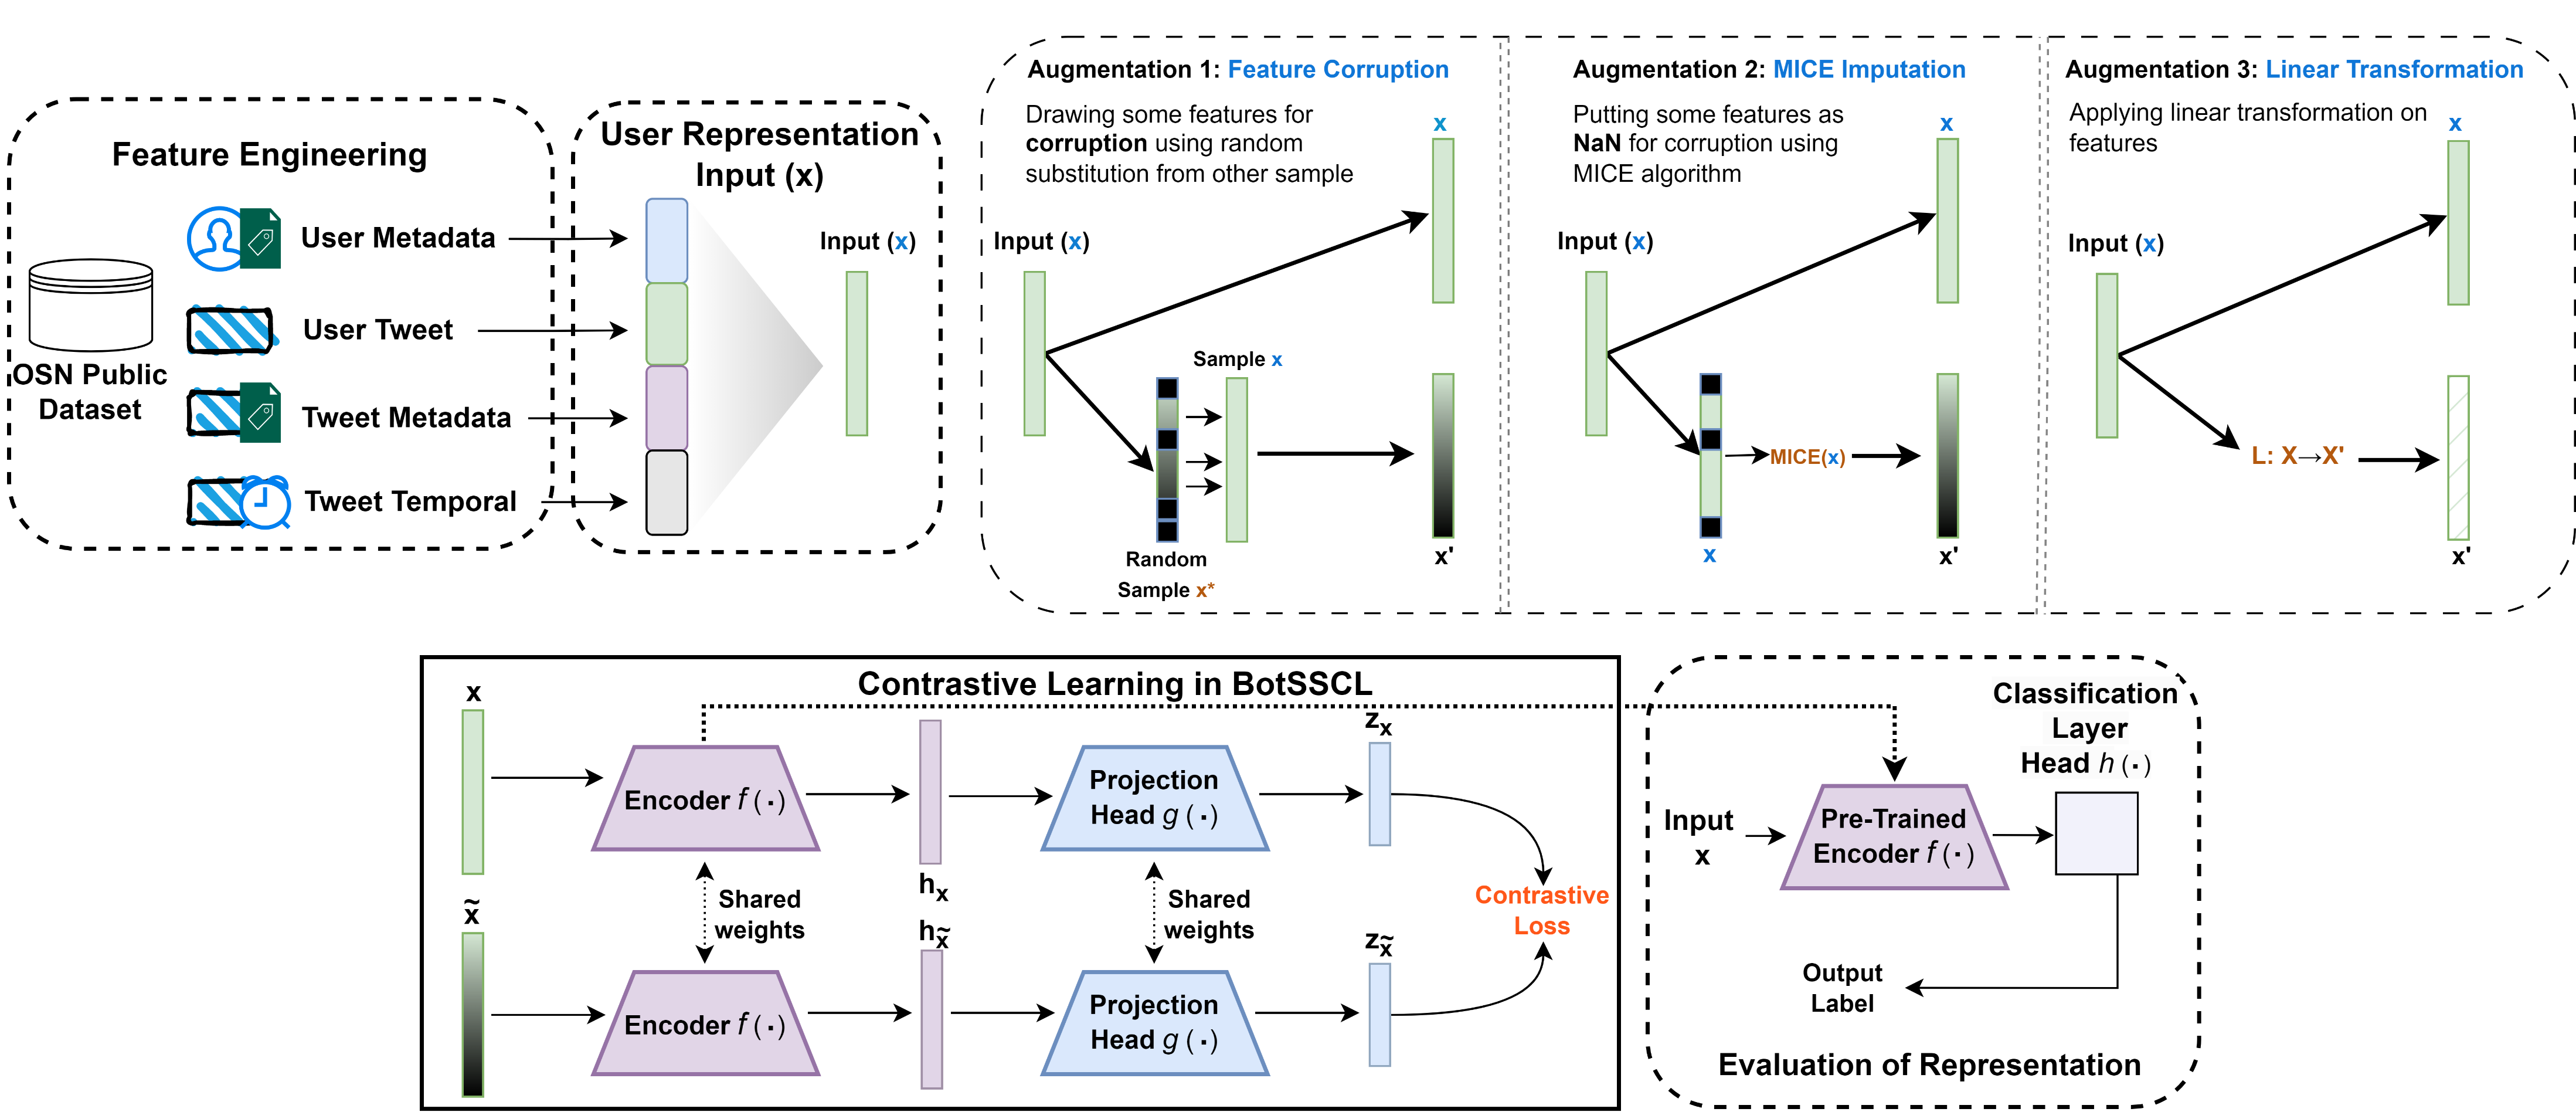 Feature Engineering
OSN Public
Dataset
User Metadata
User Tweet
Tweet Metadata
Tweet Temporal
User Representation
Input (x)
Input (x)
Augmentation 1: Feature Corruption
Drawing some features for
corruption using random
substitution from other sample
Input (x)
x
Sample x
Random
Sample x*
x'
Augmentation 2: MICE Imputation
Putting some features as
NaN for corruption using
MICE algorithm
Input (x)
x
MICE(x)
x
x'
Augmentation 3: Linear Transformation
Applying linear transformation on
features
Input (x)
x
L: X→X'
x'
Contrastive Learning in BotSSCL
x
Encoder f (·)
hₓ
Projection
Head g (·)
zₓ
Shared
weights
Shared
weights
Contrastive
Loss
x̃
Encoder f (·)
h_x̃
Projection
Head g (·)
z_x̃
Classification
Layer
Head h (·)
Input
x
Pre-Trained
Encoder f (·)
Output
Label
Evaluation of Representation